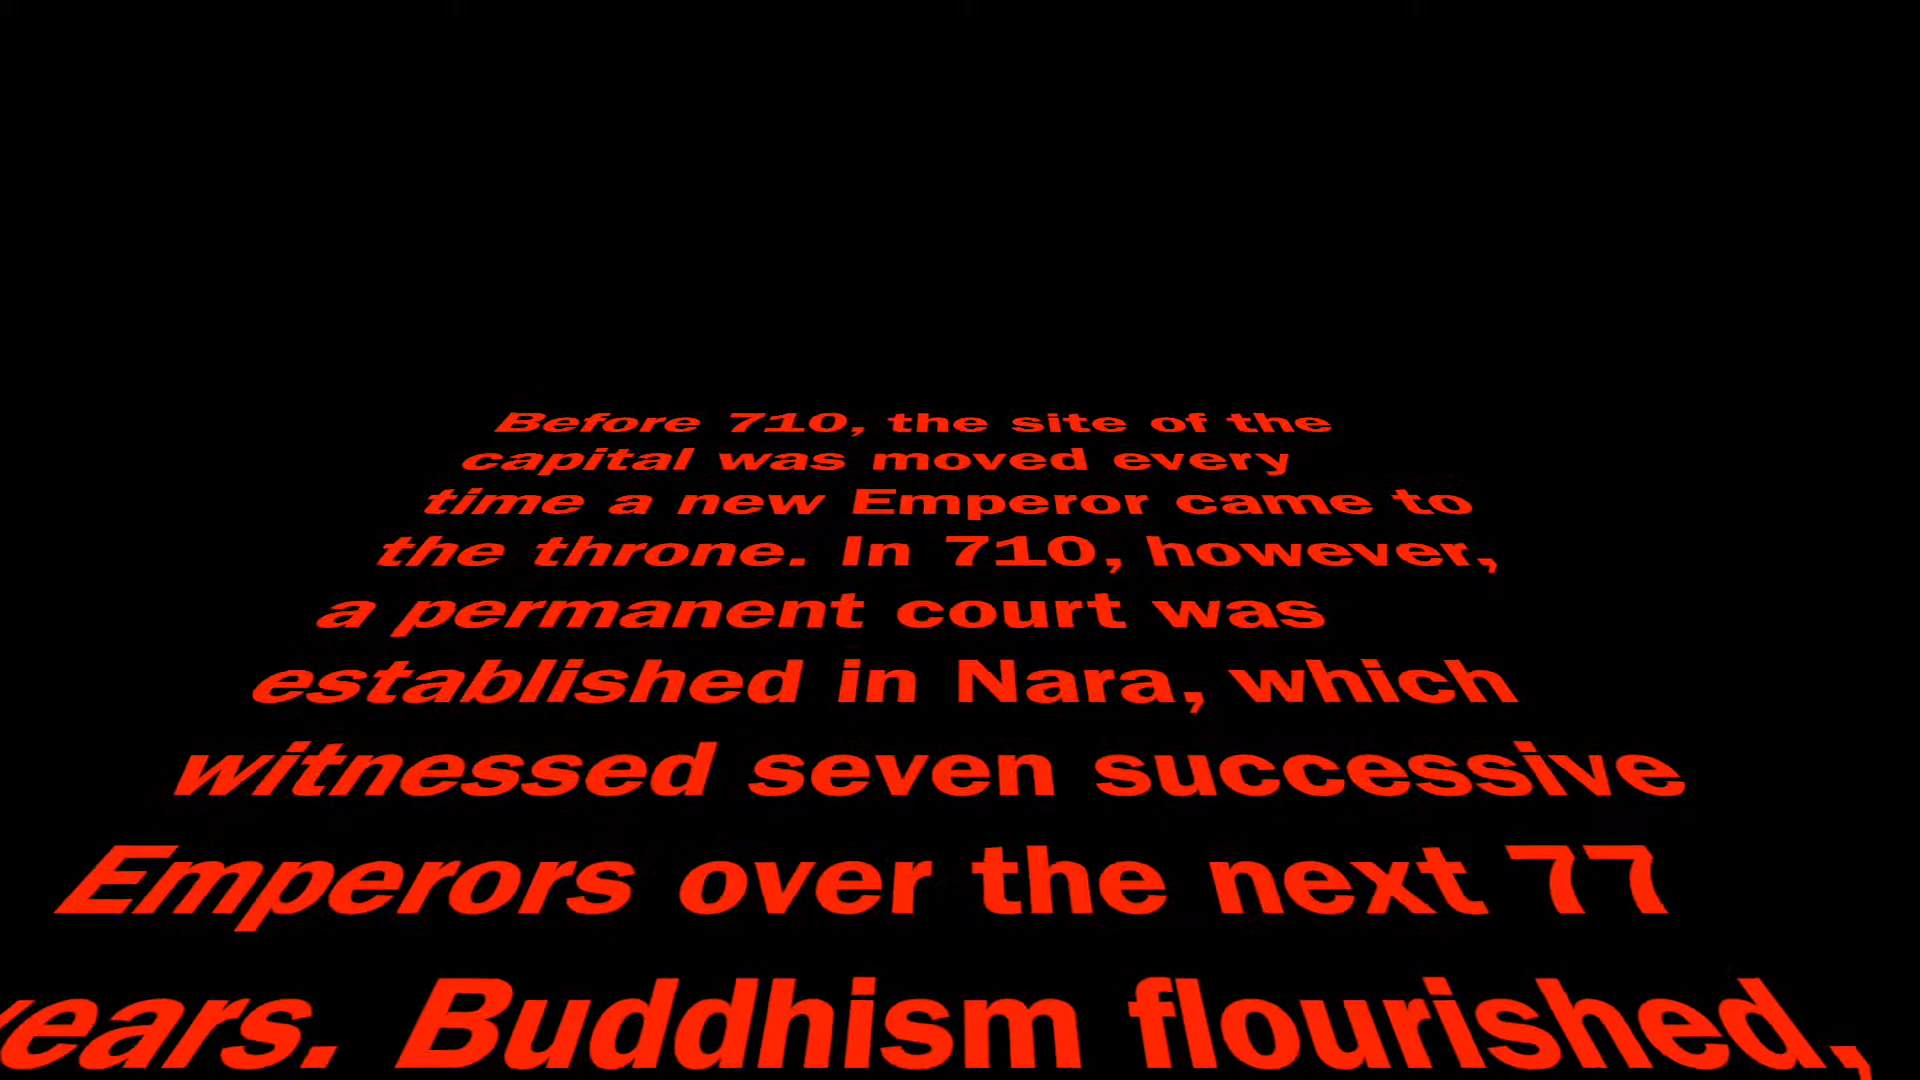 Before 710, the site of the
capital was moved every
time a new Emperor came to
the throne. In 710, however,
a permanent court was
established in Nara, which
witnessed seven successive
Emperors over the next 77
years. Buddhism flourished,